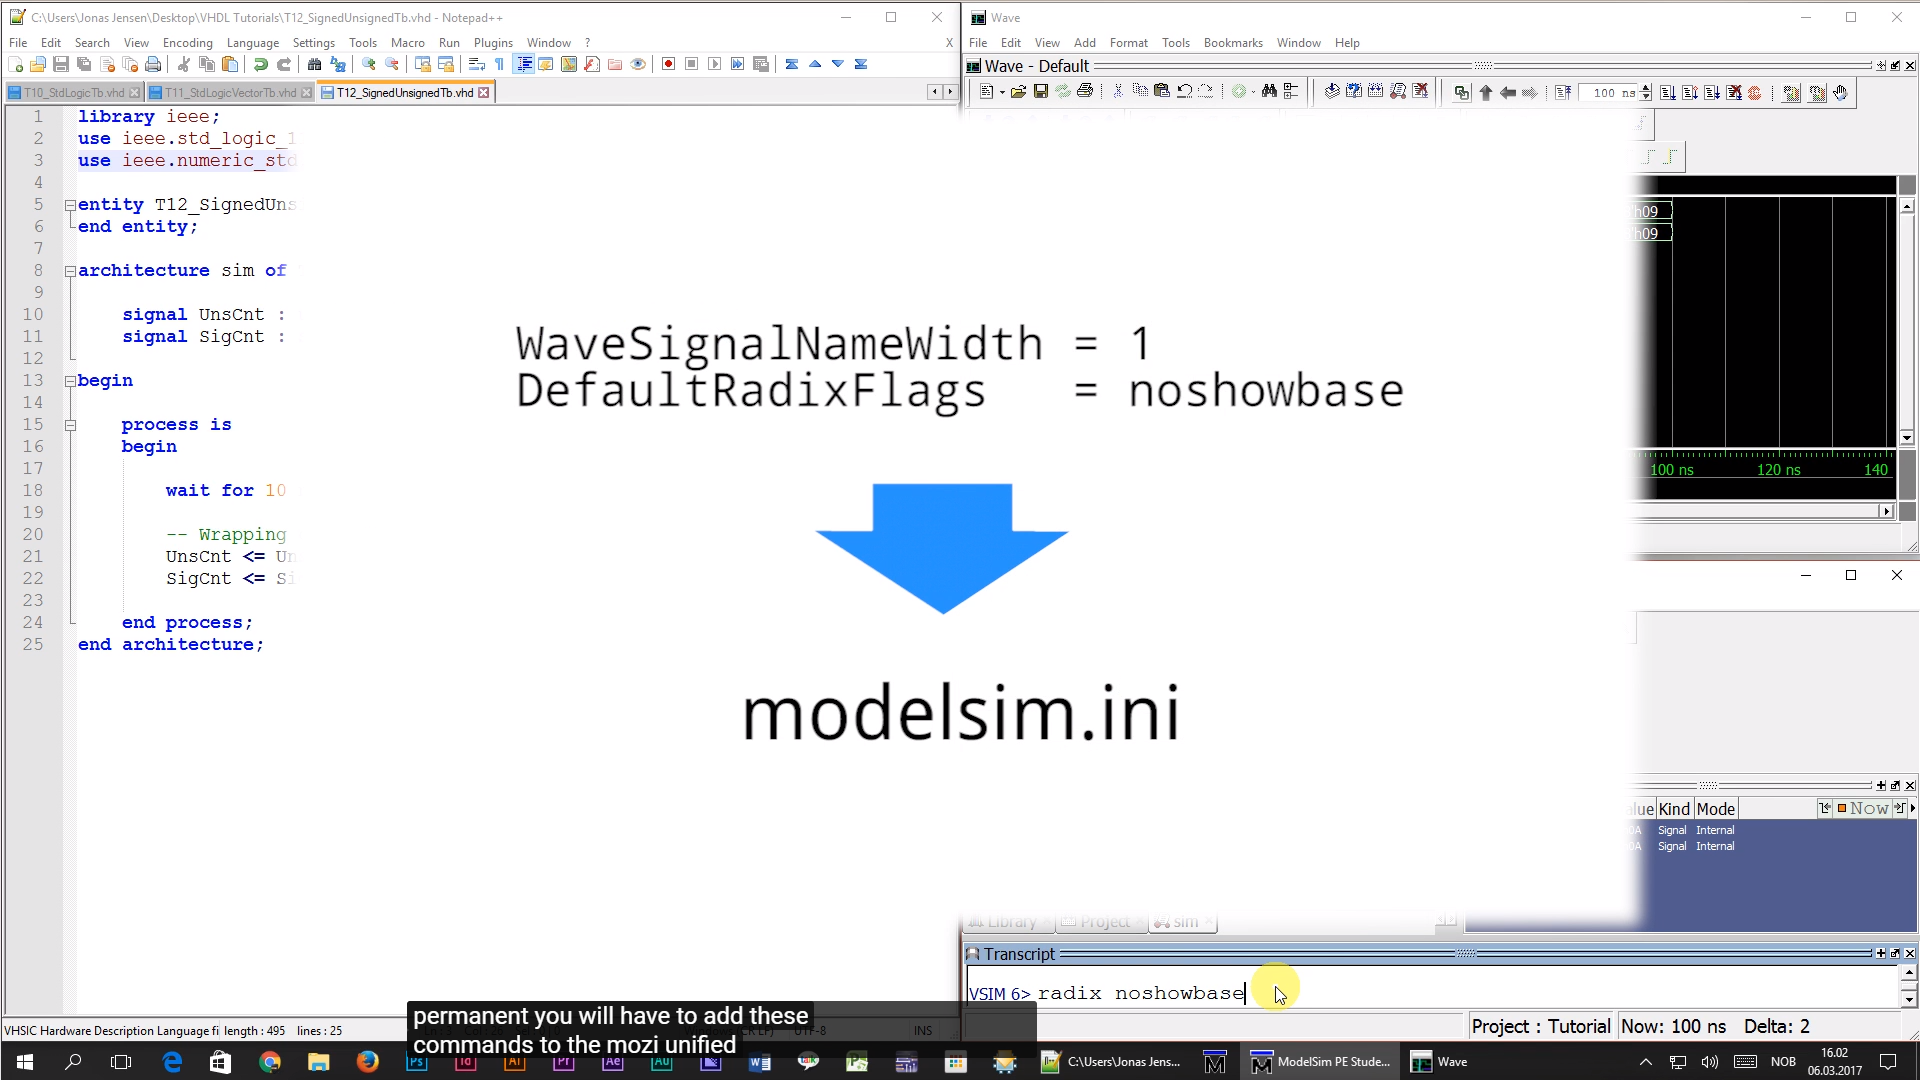 C:\Users\Jonas Jensen\Desktop\VHDL Tutorials\T12_SignedUnsignedTb.vhd - Notepad++
File Edit Search View Encoding Language Settings Tools Macro Run Plugins Window ?
X
T10_StdLogicTb.vhd T11_StdLogicVectorTb.vhd T12_SignedUnsignedTb.vhd
1 library ieee;
2 use ieee.std_logic_1
3 use ieee.numeric_std
4
5 entity T12_SignedUns
6 end entity;
7
8 architecture sim of
9
10 signal UnsCnt :
11 signal SigCnt :
12
13 begin
14
15 process is
16 begin
17
18 wait for 10
19
20 -- Wrapping
21 UnsCnt <= Un
22 SigCnt <= Si
23
24 end process;
25 end architecture;
VHSIC Hardware Description Language fi length : 495 lines : 25
UTF-8 INS
Wave
File Edit View Add Format Tools Bookmarks Window Help
Wave - Default
100 ns
'h09
'h09
100 ns 120 ns 140
WaveSignalNameWidth = 1
DefaultRadixFlags = noshowbase
modelsim.ini
Kind Mode
Now
Signal Internal
Signal Internal
Library Project sim
Transcript
VSIM 6> radix noshowbase
Project : Tutorial Now: 100 ns Delta: 2
permanent you will have to add these
commands to the mozi unified
C:\Users\Jonas Jens... ModelSim PE Stude... Wave
NOB
16.02
06.03.2017